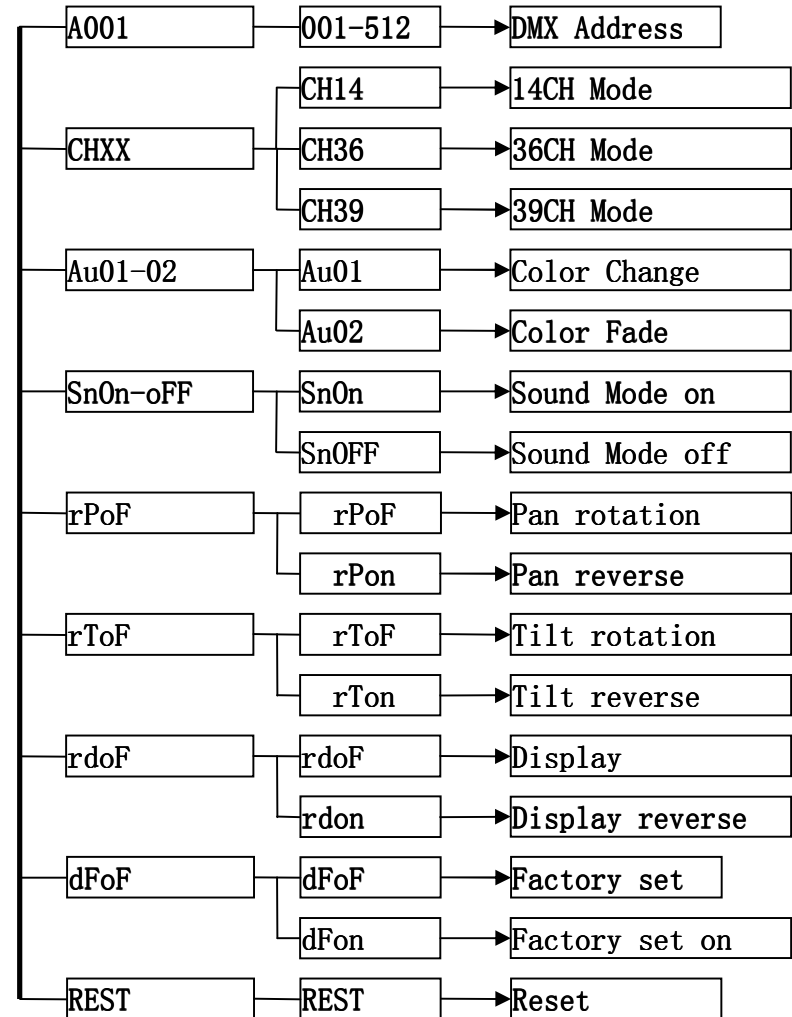 A001 001-512 DMX Address
CH14 14CH Mode
CHXX CH36 36CH Mode
CH39 39CH Mode
Au01-02 Au01 Color Change
Au02 Color Fade
SnOn-oFF SnOn Sound Mode on
SnOFF Sound Mode off
rPoF rPoF Pan rotation
rPon Pan reverse
rToF rToF Tilt rotation
rTon Tilt reverse
rdoF rdoF Display
rdon Display reverse
dFoF dFoF Factory set
dFon Factory set on
REST REST Reset